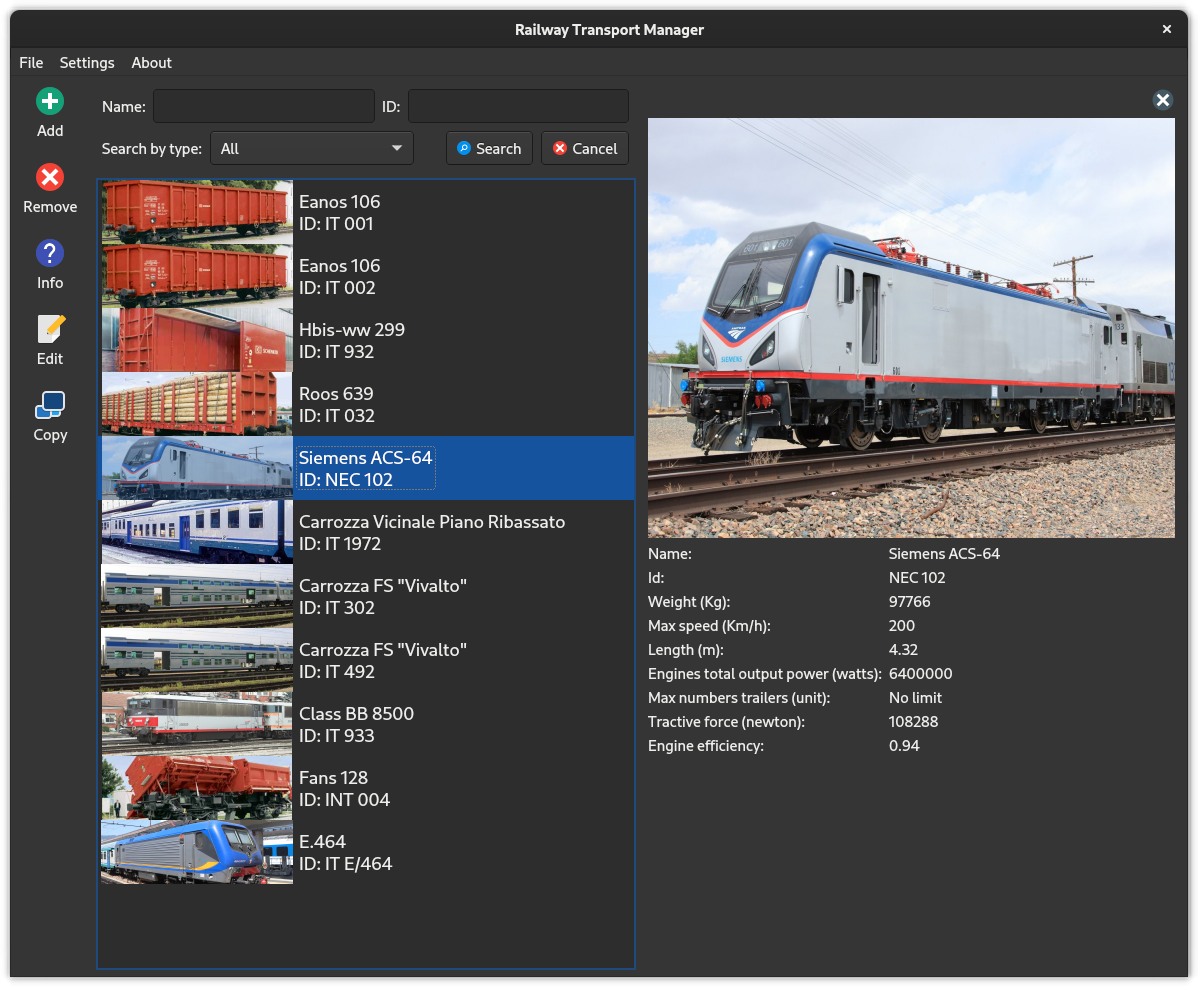 Railway Transport Manager
File Settings About
Add
Remove
Info
Edit
Copy
Name: ID:
Search by type: All Search Cancel
Eanos 106
ID: IT 001
Eanos 106
ID: IT 002
Hbis-ww 299
ID: IT 932
Roos 639
ID: IT 032
Siemens ACS-64
ID: NEC 102
Carrozza Vicinale Piano Ribassato
ID: IT 1972
Carrozza FS "Vivalto"
ID: IT 302
Carrozza FS "Vivalto"
ID: IT 492
Class BB 8500
ID: IT 933
Fans 128
ID: INT 004
E.464
ID: IT E/464
601 601
SIEMENS
Name: Siemens ACS-64
Id: NEC 102
Weight (Kg): 97766
Max speed (Km/h): 200
Length (m): 4.32
Engines total output power (watts): 6400000
Max numbers trailers (unit): No limit
Tractive force (newton): 108288
Engine efficiency: 0.94